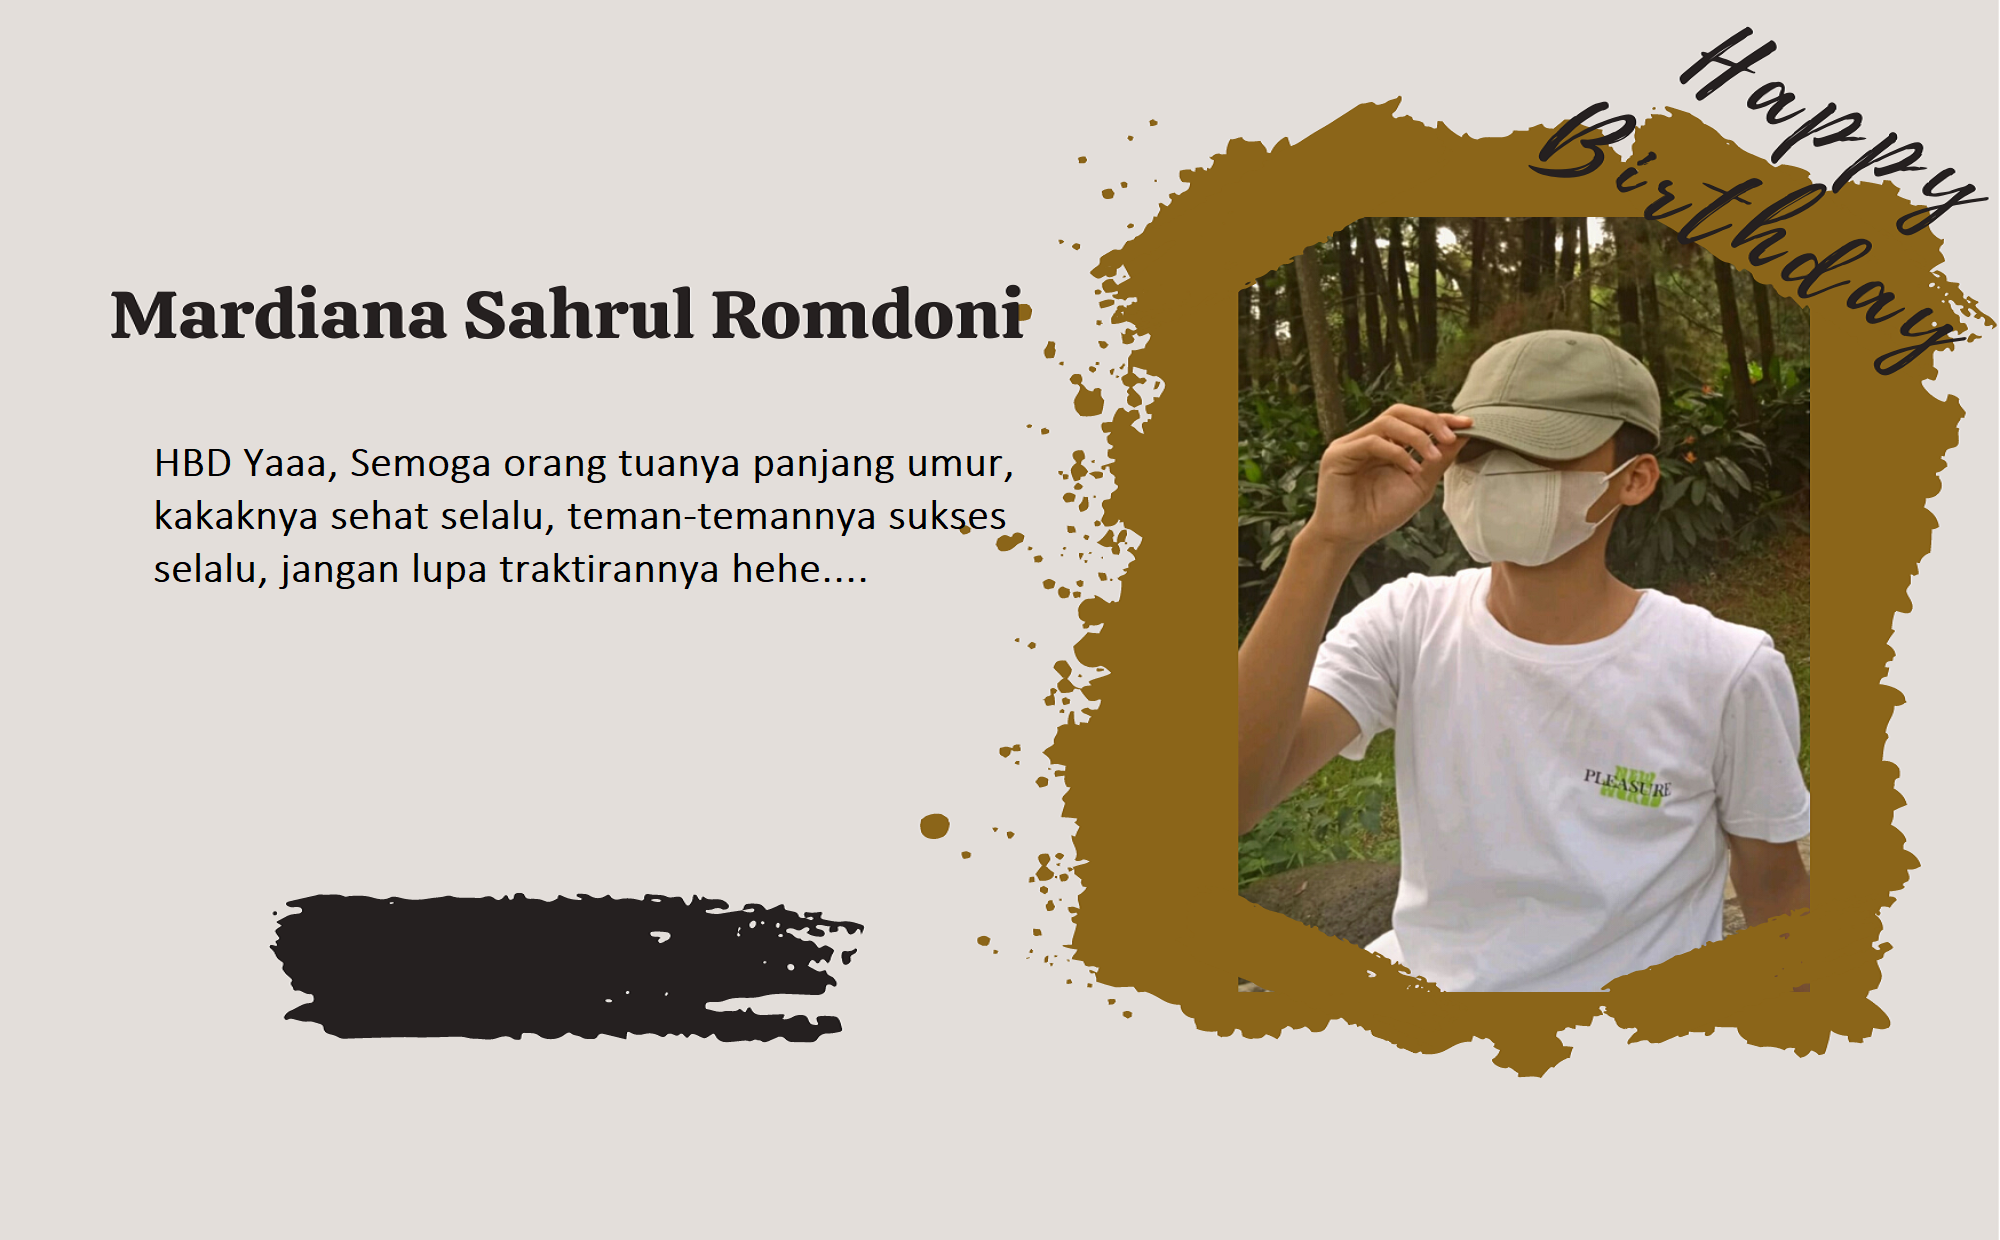 Happy
Birthday
Mardiana Sahrul Romdoni
HBD Yaaa, Semoga orang tuanya panjang umur,
kakaknya sehat selalu, teman-temannya sukses
selalu, jangan lupa traktirannya hehe....
PLEASURE